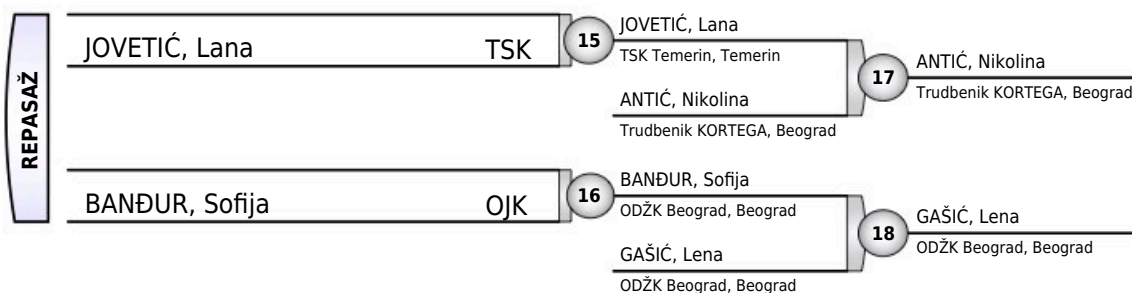 REPASAŽ
JOVETIĆ, Lana TSK
15
JOVETIĆ, Lana
TSK Temerin, Temerin
ANTIĆ, Nikolina
Trudbenik KORTEGA, Beograd
17
ANTIĆ, Nikolina
Trudbenik KORTEGA, Beograd
BANĐUR, Sofija OJK
16
BANĐUR, Sofija
ODŽK Beograd, Beograd
GAŠIĆ, Lena
ODŽK Beograd, Beograd
18
GAŠIĆ, Lena
ODŽK Beograd, Beograd